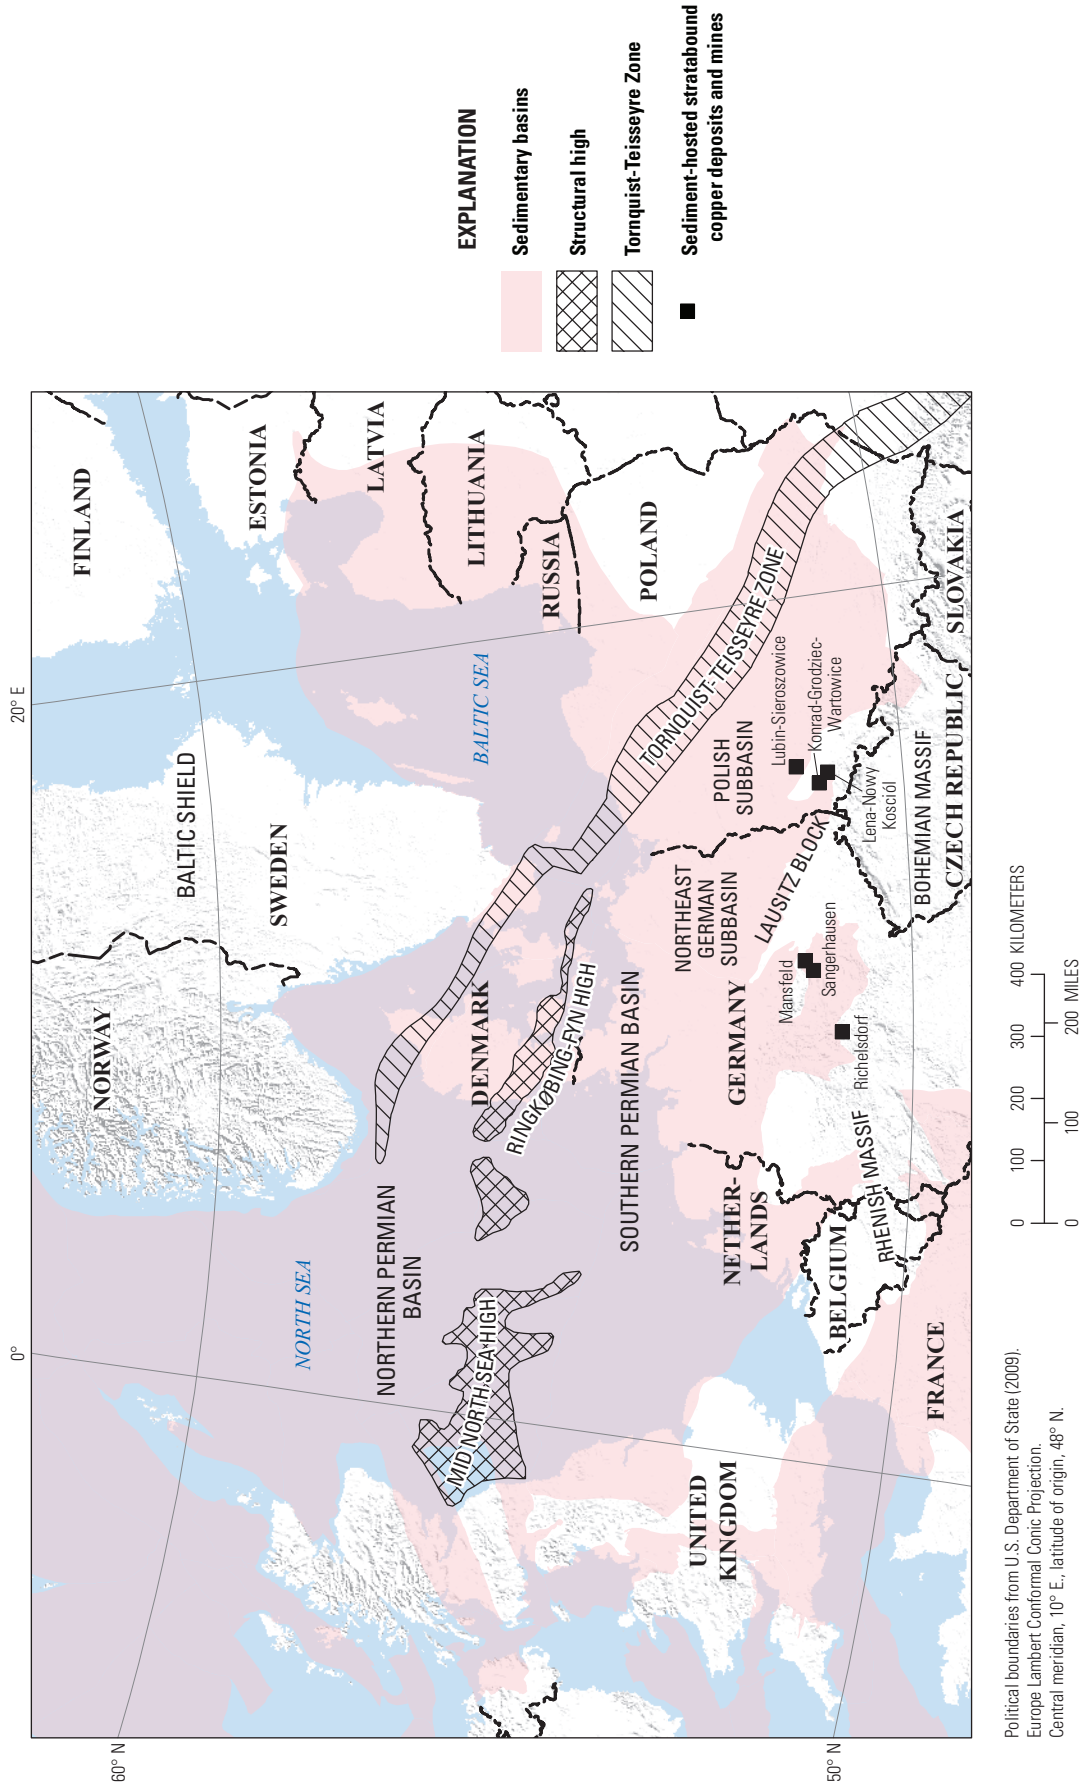 20° E
0°
60° N
50° N
FINLAND
NORWAY
BALTIC SHIELD
SWEDEN
ESTONIA
LATVIA
LITHUANIA
RUSSIA
POLAND
NORTH SEA
BALTIC SEA
NORTHERN PERMIAN
BASIN
DENMARK
MID NORTH SEA HIGH
RINGKØBING-FYN HIGH
TORNQUIST-TEISSEYRE ZONE
SOUTHERN PERMIAN BASIN
NORTHEAST
GERMAN
SUBBASIN
POLISH
SUBBASIN
UNITED
KINGDOM
NETHER-
LANDS
GERMANY
LAUSITZ BLOCK
Lubin-Sieroszowice
Konrad-Grodziec-
Wartowice
Lena-Nowy
Kosciól
Mansfeld
Sangerhausen
Richelsdorf
BELGIUM
RHENISH MASSIF
BOHEMIAN MASSIF
CZECH REPUBLIC
SLOVAKIA
FRANCE
EXPLANATION
Sedimentary basins
Structural high
Tornquist-Teisseyre Zone
Sediment-hosted stratabound
copper deposits and mines
Political boundaries from U.S. Department of State (2009).
Europe Lambert Conformal Conic Projection.
Central meridian, 10° E., latitude of origin, 48° N.
0 100 200 300 400 KILOMETERS
0 100 200 MILES